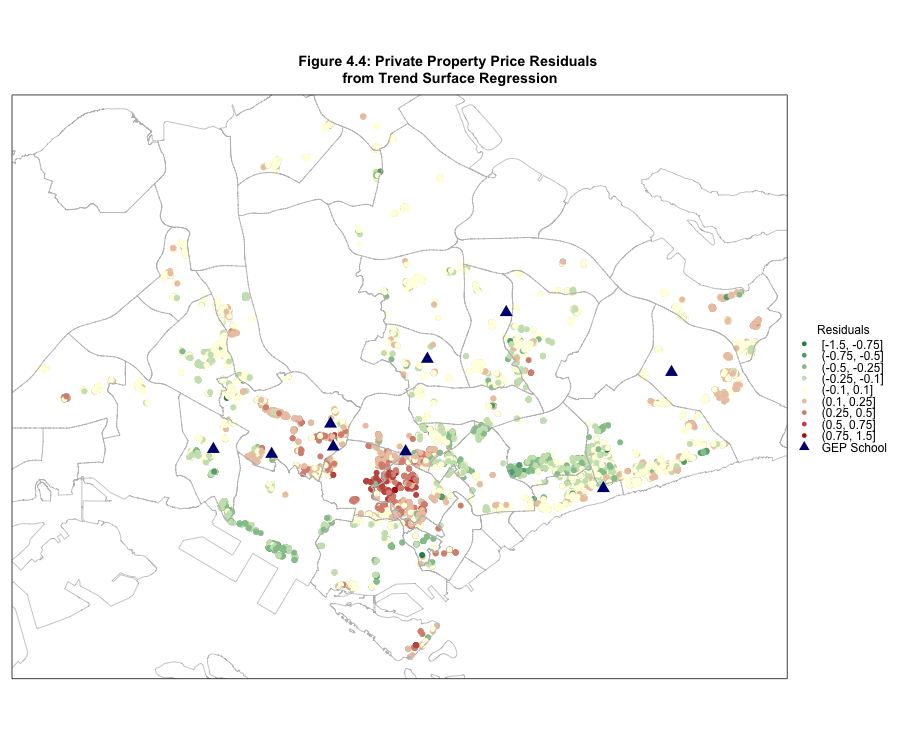 Figure 4.4: Private Property Price Residuals
from Trend Surface Regression
Residuals
[-1.5, -0.75]
(-0.75, -0.5]
(-0.5, -0.25]
(-0.25, -0.1]
(-0.1, 0.1]
(0.1, 0.25]
(0.25, 0.5]
(0.5, 0.75]
(0.75, 1.5]
GEP School